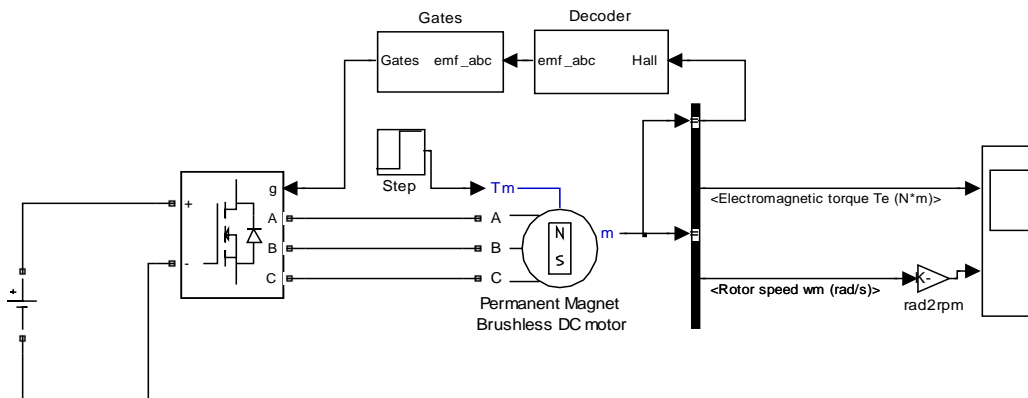 Gates
Decoder
Gates emf_abc
emf_abc Hall
Step
g
Tm
+
A
A
<Electromagnetic torque Te (N*m)>
N
S
m
B
B
-
C
C
+
<Rotor speed wm (rad/s)>
K-
Permanent Magnet
Brushless DC motor
rad2rpm